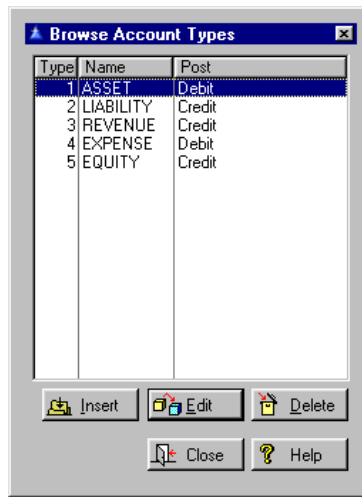 Browse Account Types
Type Name Post
1 ASSET Debit
2 LIABILITY Credit
3 REVENUE Credit
4 EXPENSE Debit
5 EQUITY Credit
Insert Edit Delete
Close Help